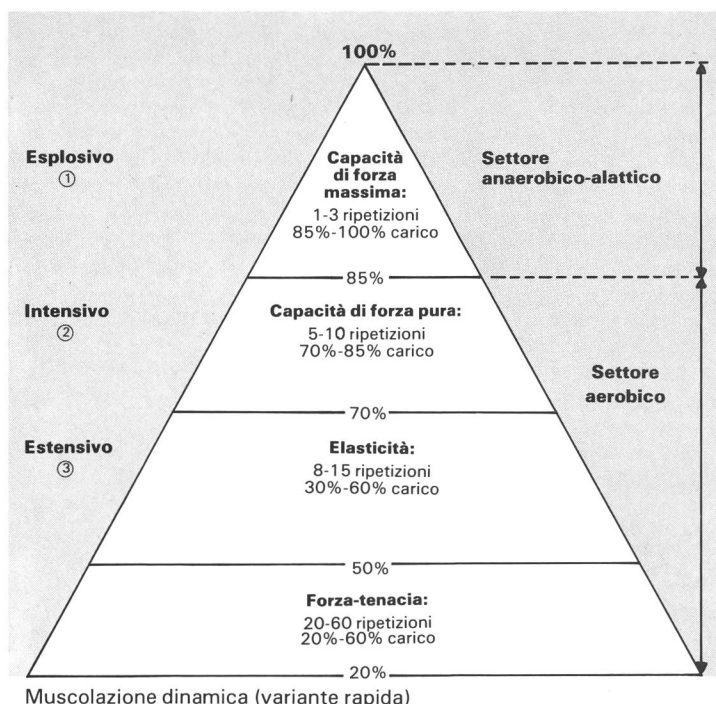 100%
Esplosivo
①
Capacità
di forza
massima:
1-3 ripetizioni
85%-100% carico
Settore
anaerobico-alattico
85%
Intensivo
②
Capacità di forza pura:
5-10 ripetizioni
70%-85% carico
Settore
aerobico
70%
Estensivo
③
Elasticità:
8-15 ripetizioni
30%-60% carico
50%
Forza-tenacia:
20-60 ripetizioni
20%-60% carico
20%
Muscolazione dinamica (variante rapida)